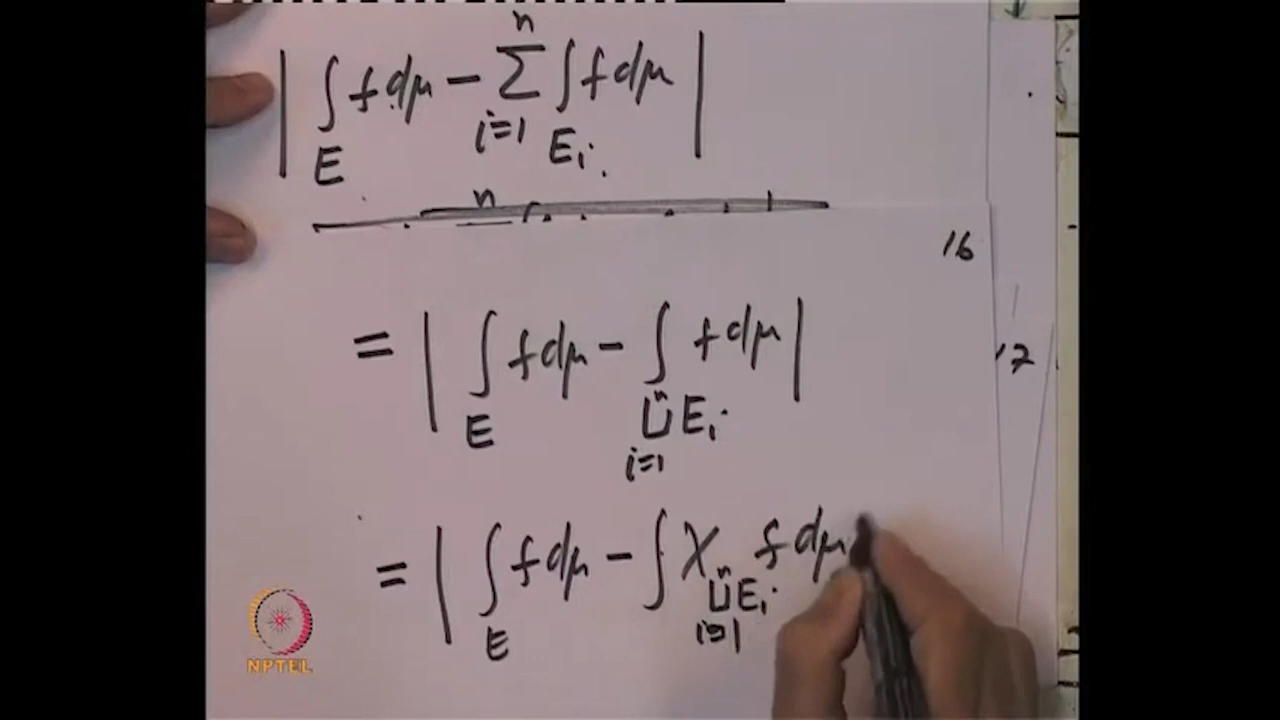 | ∫_E f dμ − Σ_{i=1}^{n} ∫_{E_i} f dμ |
n
16
= | ∫_E f dμ − ∫_{⊔_{i=1}^{n} E_i} f dμ |
17
= | ∫_E f dμ − ∫ χ_{⊔_{i=1}^{n} E_i} f dμ
NPTEL